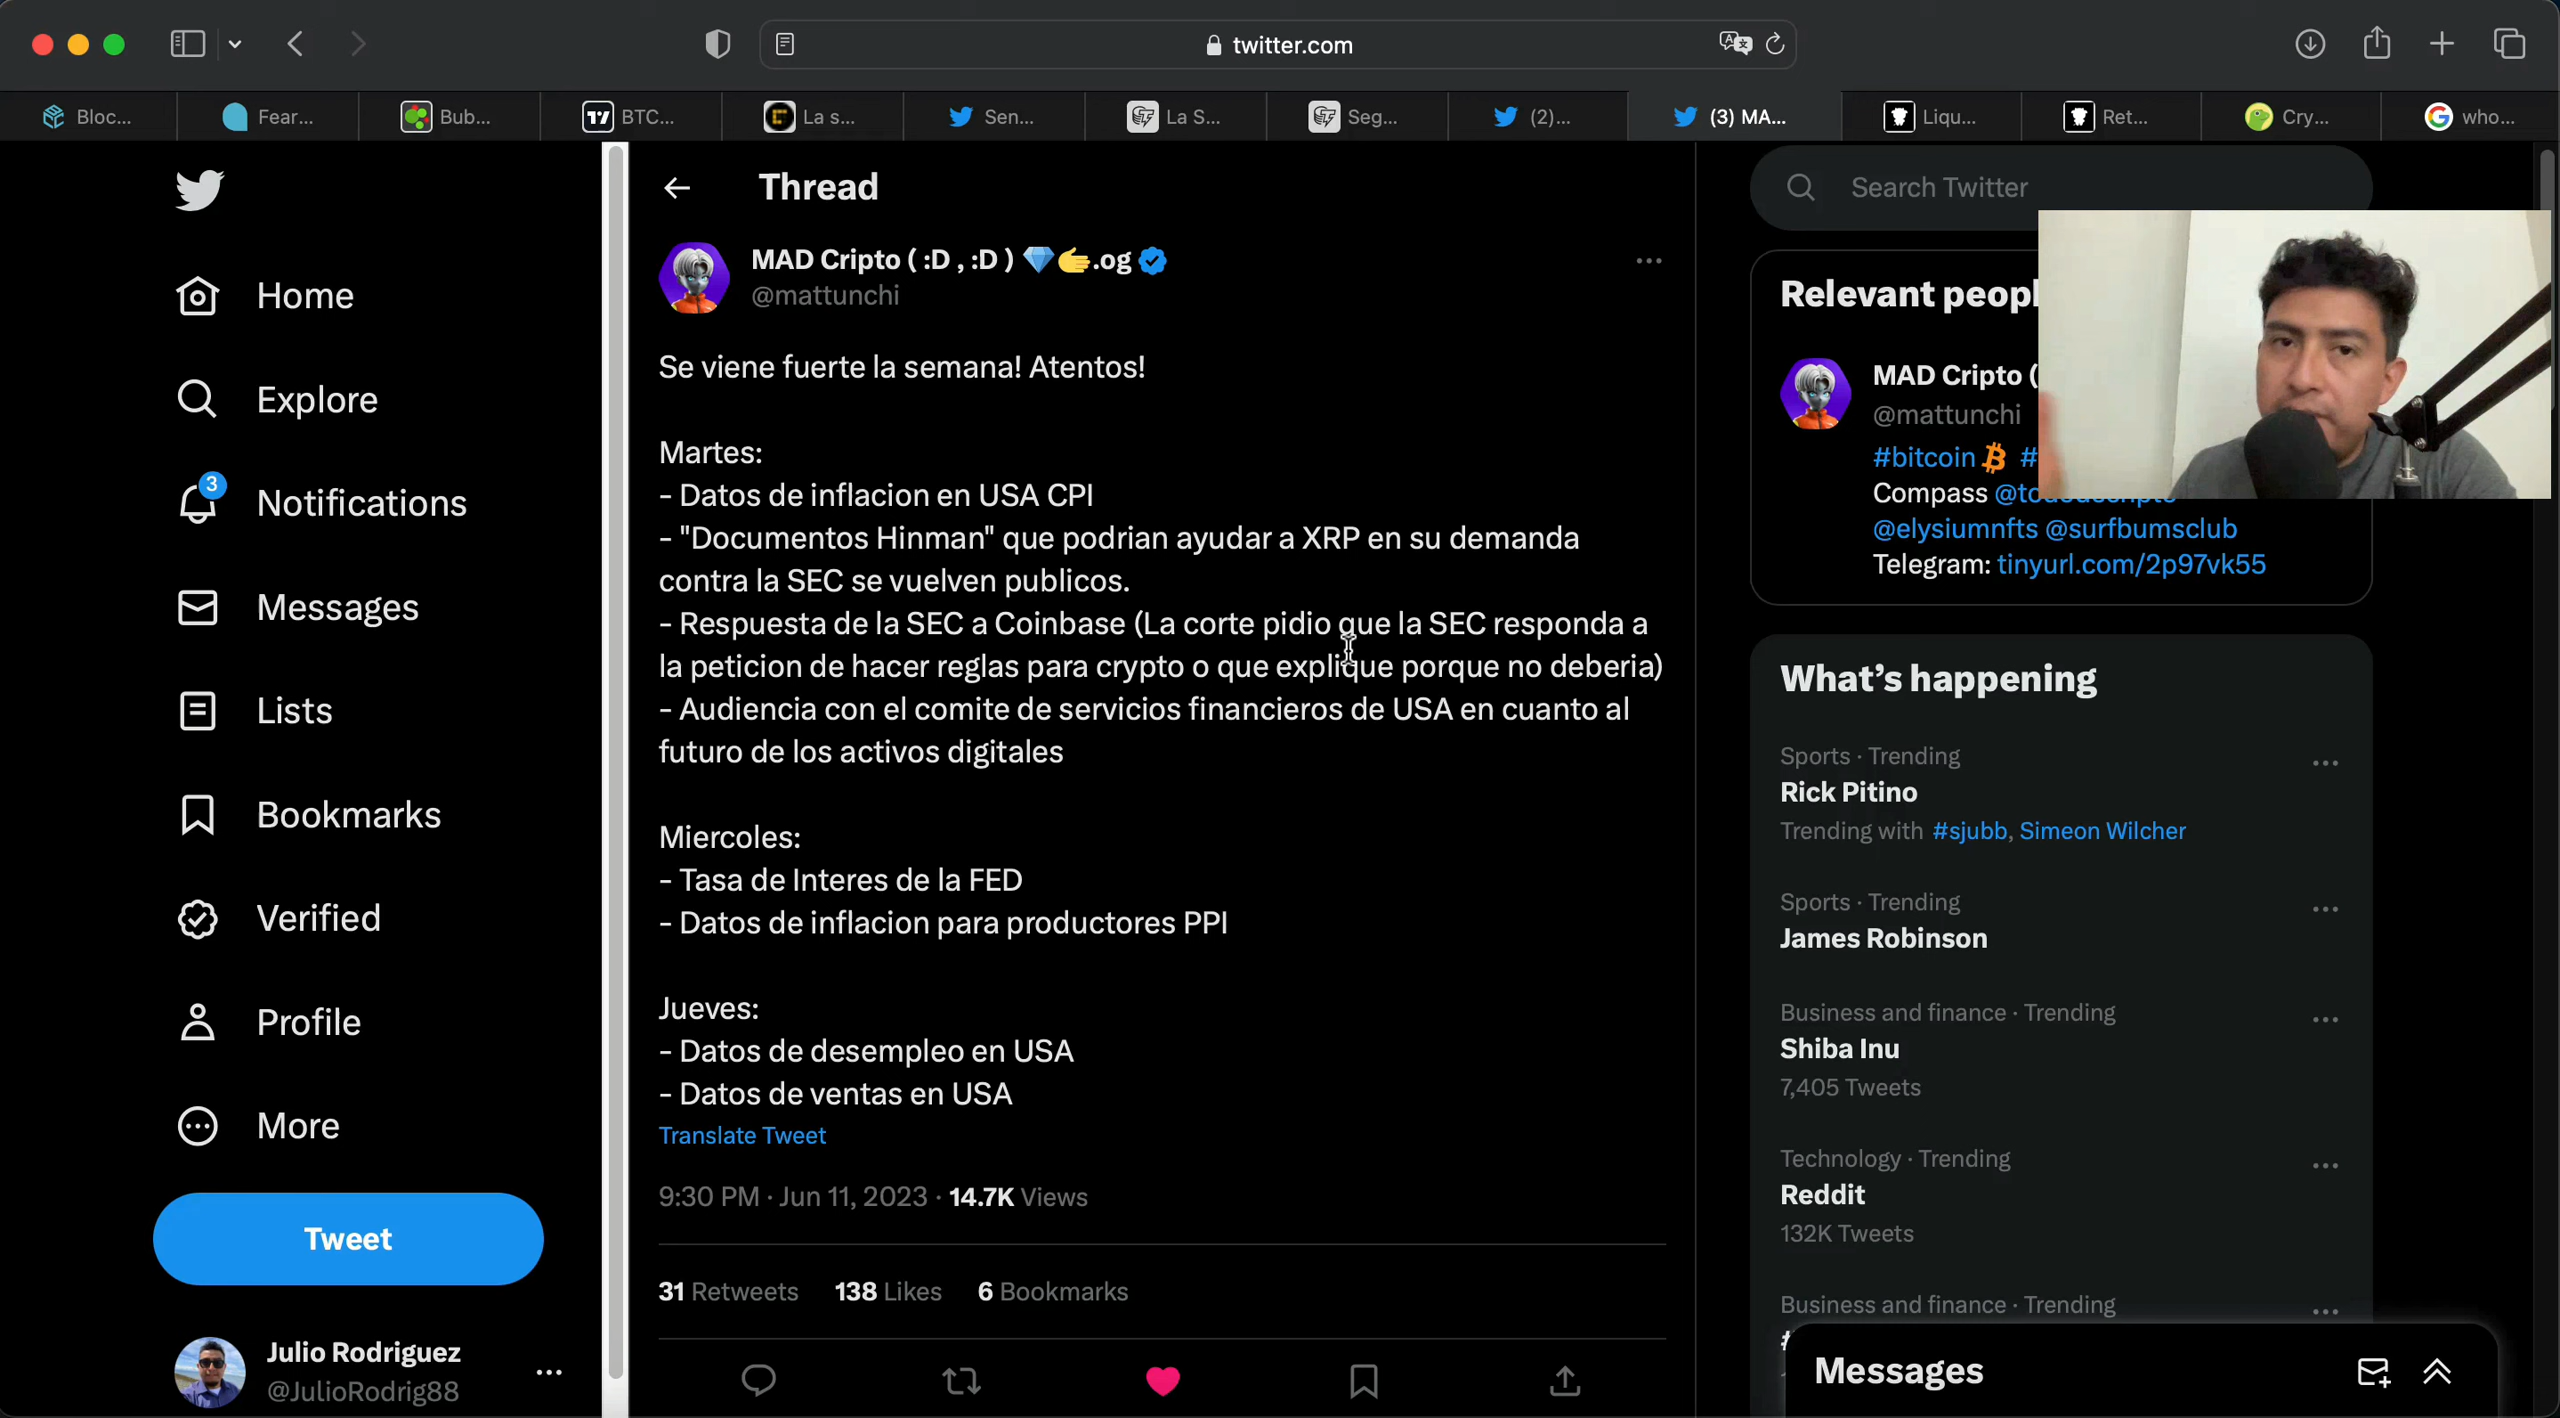 twitter.com
Bloc...
Fear...
Bub...
BTC...
La s...
Sen...
La S...
Seg...
(2)...
(3) MA...
Liqu...
Ret...
Cry...
who...
Home
Explore
3
Notifications
Messages
Lists
Bookmarks
Verified
Profile
More
Tweet
Julio Rodriguez
@JulioRodrig88
Thread
MAD Cripto ( :D , :D ) 💎🫱.og
@mattunchi
Se viene fuerte la semana! Atentos!
Martes:
- Datos de inflacion en USA CPI
- "Documentos Hinman" que podrian ayudar a XRP en su demanda
contra la SEC se vuelven publicos.
- Respuesta de la SEC a Coinbase (La corte pidio que la SEC responda a
la peticion de hacer reglas para crypto o que explique porque no deberia)
- Audiencia con el comite de servicios financieros de USA en cuanto al
futuro de los activos digitales
Miercoles:
- Tasa de Interes de la FED
- Datos de inflacion para productores PPI
Jueves:
- Datos de desempleo en USA
- Datos de ventas en USA
Translate Tweet
9:30 PM · Jun 11, 2023 · 14.7K Views
31 Retweets 138 Likes 6 Bookmarks
Search Twitter
Relevant peopl
MAD Cripto (
@mattunchi
#bitcoin #
Compass
@elysiumnfts @surfbumsclub
Telegram: tinyurl.com/2p97vk55
What's happening
Sports · Trending
Rick Pitino
Trending with #sjubb, Simeon Wilcher
Sports · Trending
James Robinson
Business and finance · Trending
Shiba Inu
7,405 Tweets
Technology · Trending
Reddit
132K Tweets
Business and finance · Trending
Messages